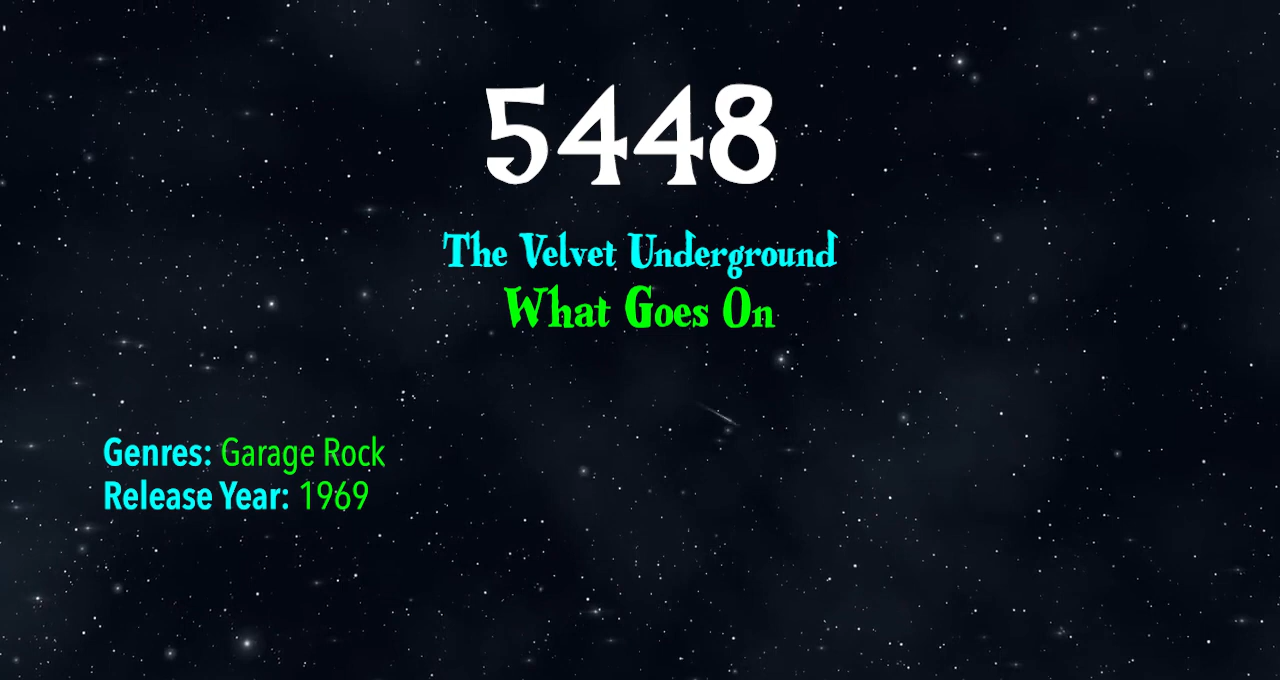 5448
The Velvet Underground
What Goes On
Genres: Garage Rock
Release Year: 1969